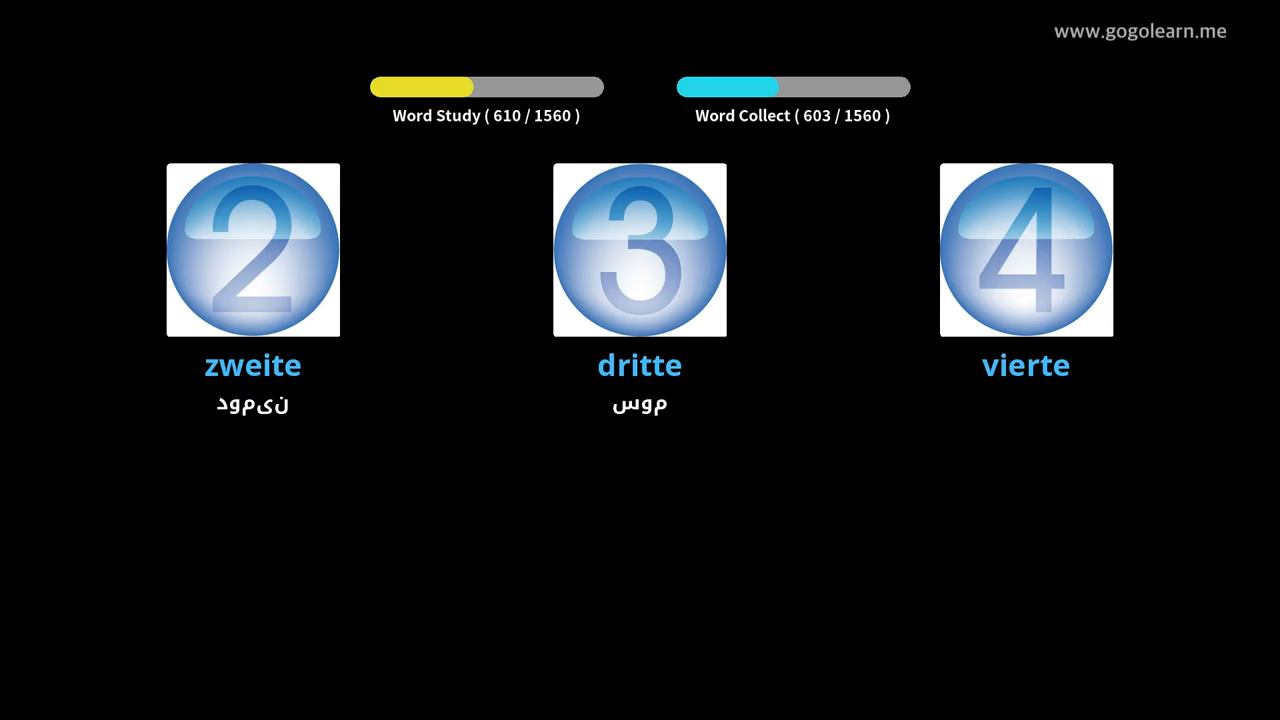 www.gogolearn.me
Word Study ( 610 / 1560 )
Word Collect ( 603 / 1560 )
2
3
4
zweite
dritte
vierte
دومین
سوم